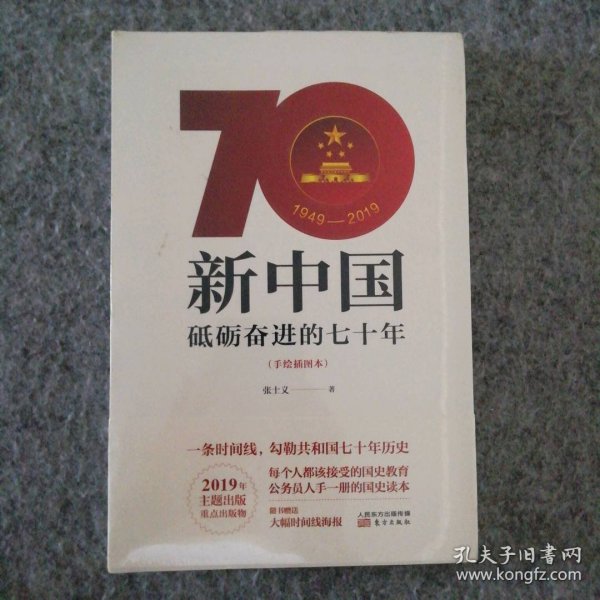 70
1949—2019
新中国
砥砺奋进的七十年
(手绘插图本)
张士义——著
一条时间线，勾勒共和国七十年历史
2019年
主题出版
重点出版物
每个人都该接受的国史教育
公务员人手一册的国史读本
随书赠送
大幅时间线海报
人民东方出版传媒
东方出版社
孔夫子旧书网
www.kongfz.com